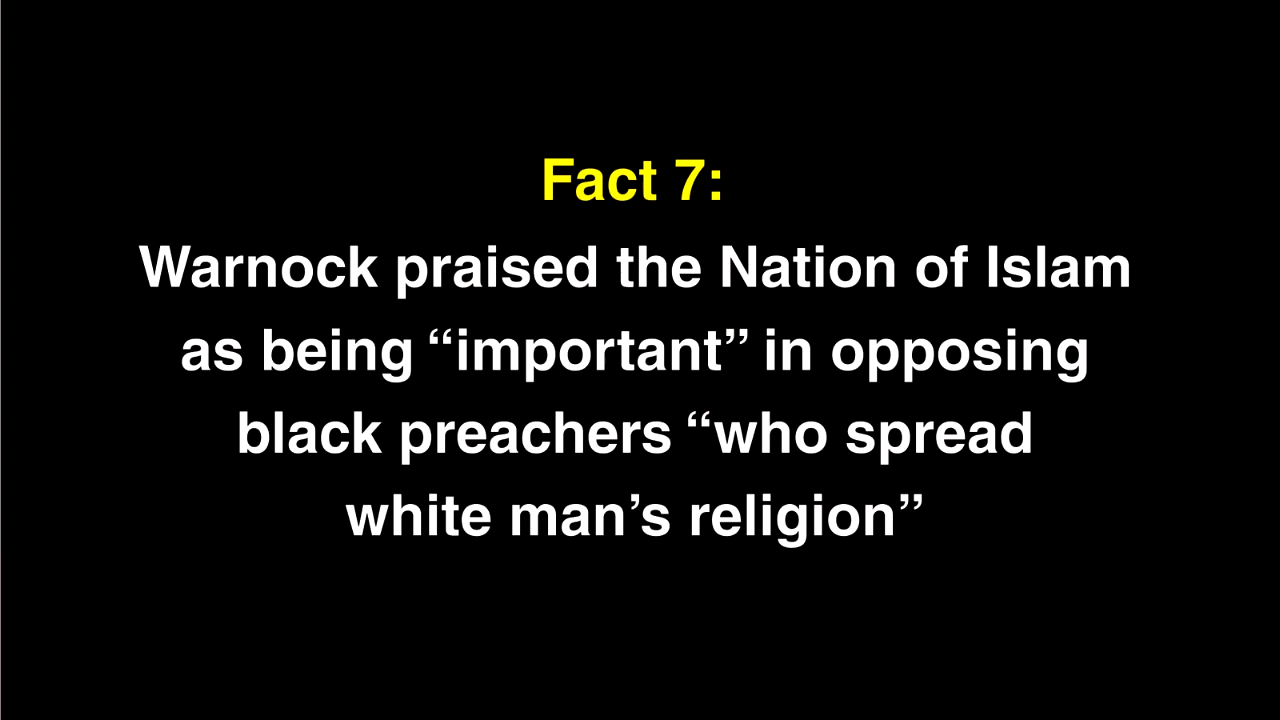 Fact 7:
Warnock praised the Nation of Islam
as being “important” in opposing
black preachers “who spread
white man’s religion”